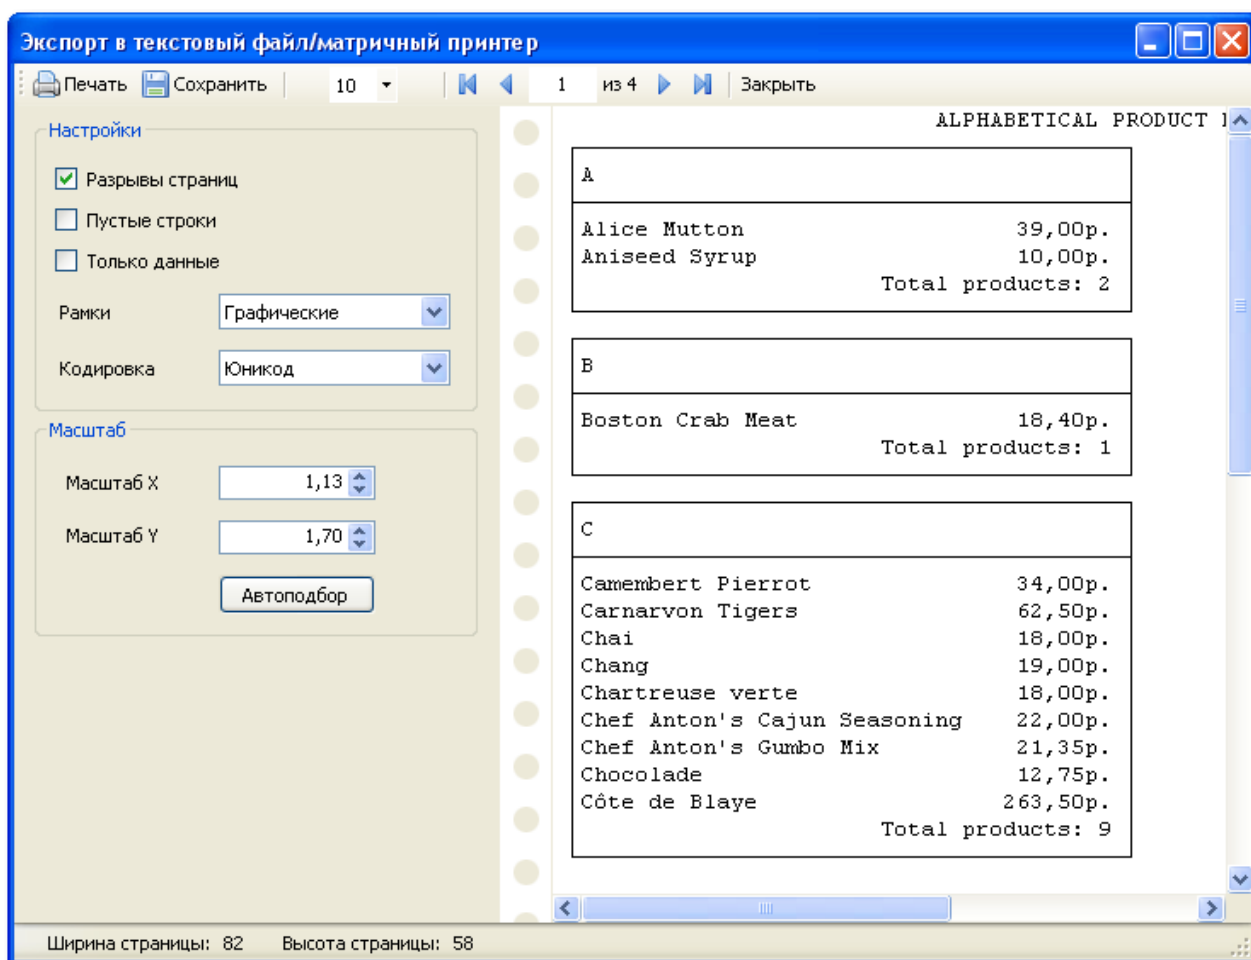 Экспорт в текстовый файл/матричный принтер
Печать Сохранить 10 1 из 4 Закрыть
Настройки
Разрывы страниц
Пустые строки
Только данные
Рамки Графические
Кодировка Юникод
Масштаб
Масштаб X 1,13
Масштаб Y 1,70
Автоподбор
ALPHABETICAL PRODUCT
A
Alice Mutton 39,00р.
Aniseed Syrup 10,00р.
Total products: 2
B
Boston Crab Meat 18,40р.
Total products: 1
C
Camembert Pierrot 34,00р.
Carnarvon Tigers 62,50р.
Chai 18,00р.
Chang 19,00р.
Chartreuse verte 18,00р.
Chef Anton's Cajun Seasoning 22,00р.
Chef Anton's Gumbo Mix 21,35р.
Chocolade 12,75р.
Côte de Blaye 263,50р.
Total products: 9
Ширина страницы: 82 Высота страницы: 58